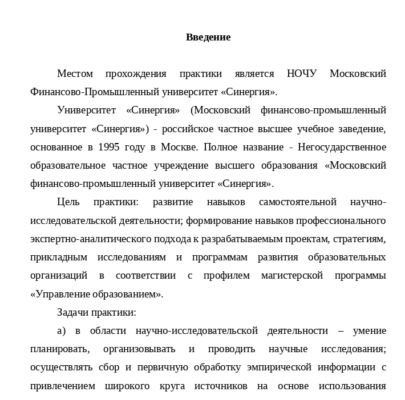 Введение
Местом прохождения практики является НОЧУ Московский
Финансово-Промышленный университет «Синергия».
Университет «Синергия» (Московский финансово-промышленный
университет «Синергия») - российское частное высшее учебное заведение,
основанное в 1995 году в Москве. Полное название - Негосударственное
образовательное частное учреждение высшего образования «Московский
финансово-промышленный университет «Синергия».
Цель практики: развитие навыков самостоятельной научно-
исследовательской деятельности; формирование навыков профессионального
экспертно-аналитического подхода к разрабатываемым проектам, стратегиям,
прикладным исследованиям и программам развития образовательных
организаций в соответствии с профилем магистерской программы
«Управление образованием».
Задачи практики:
а) в области научно-исследовательской деятельности – умение
планировать, организовывать и проводить научные исследования;
осуществлять сбор и первичную обработку эмпирической информации с
привлечением широкого круга источников на основе использования